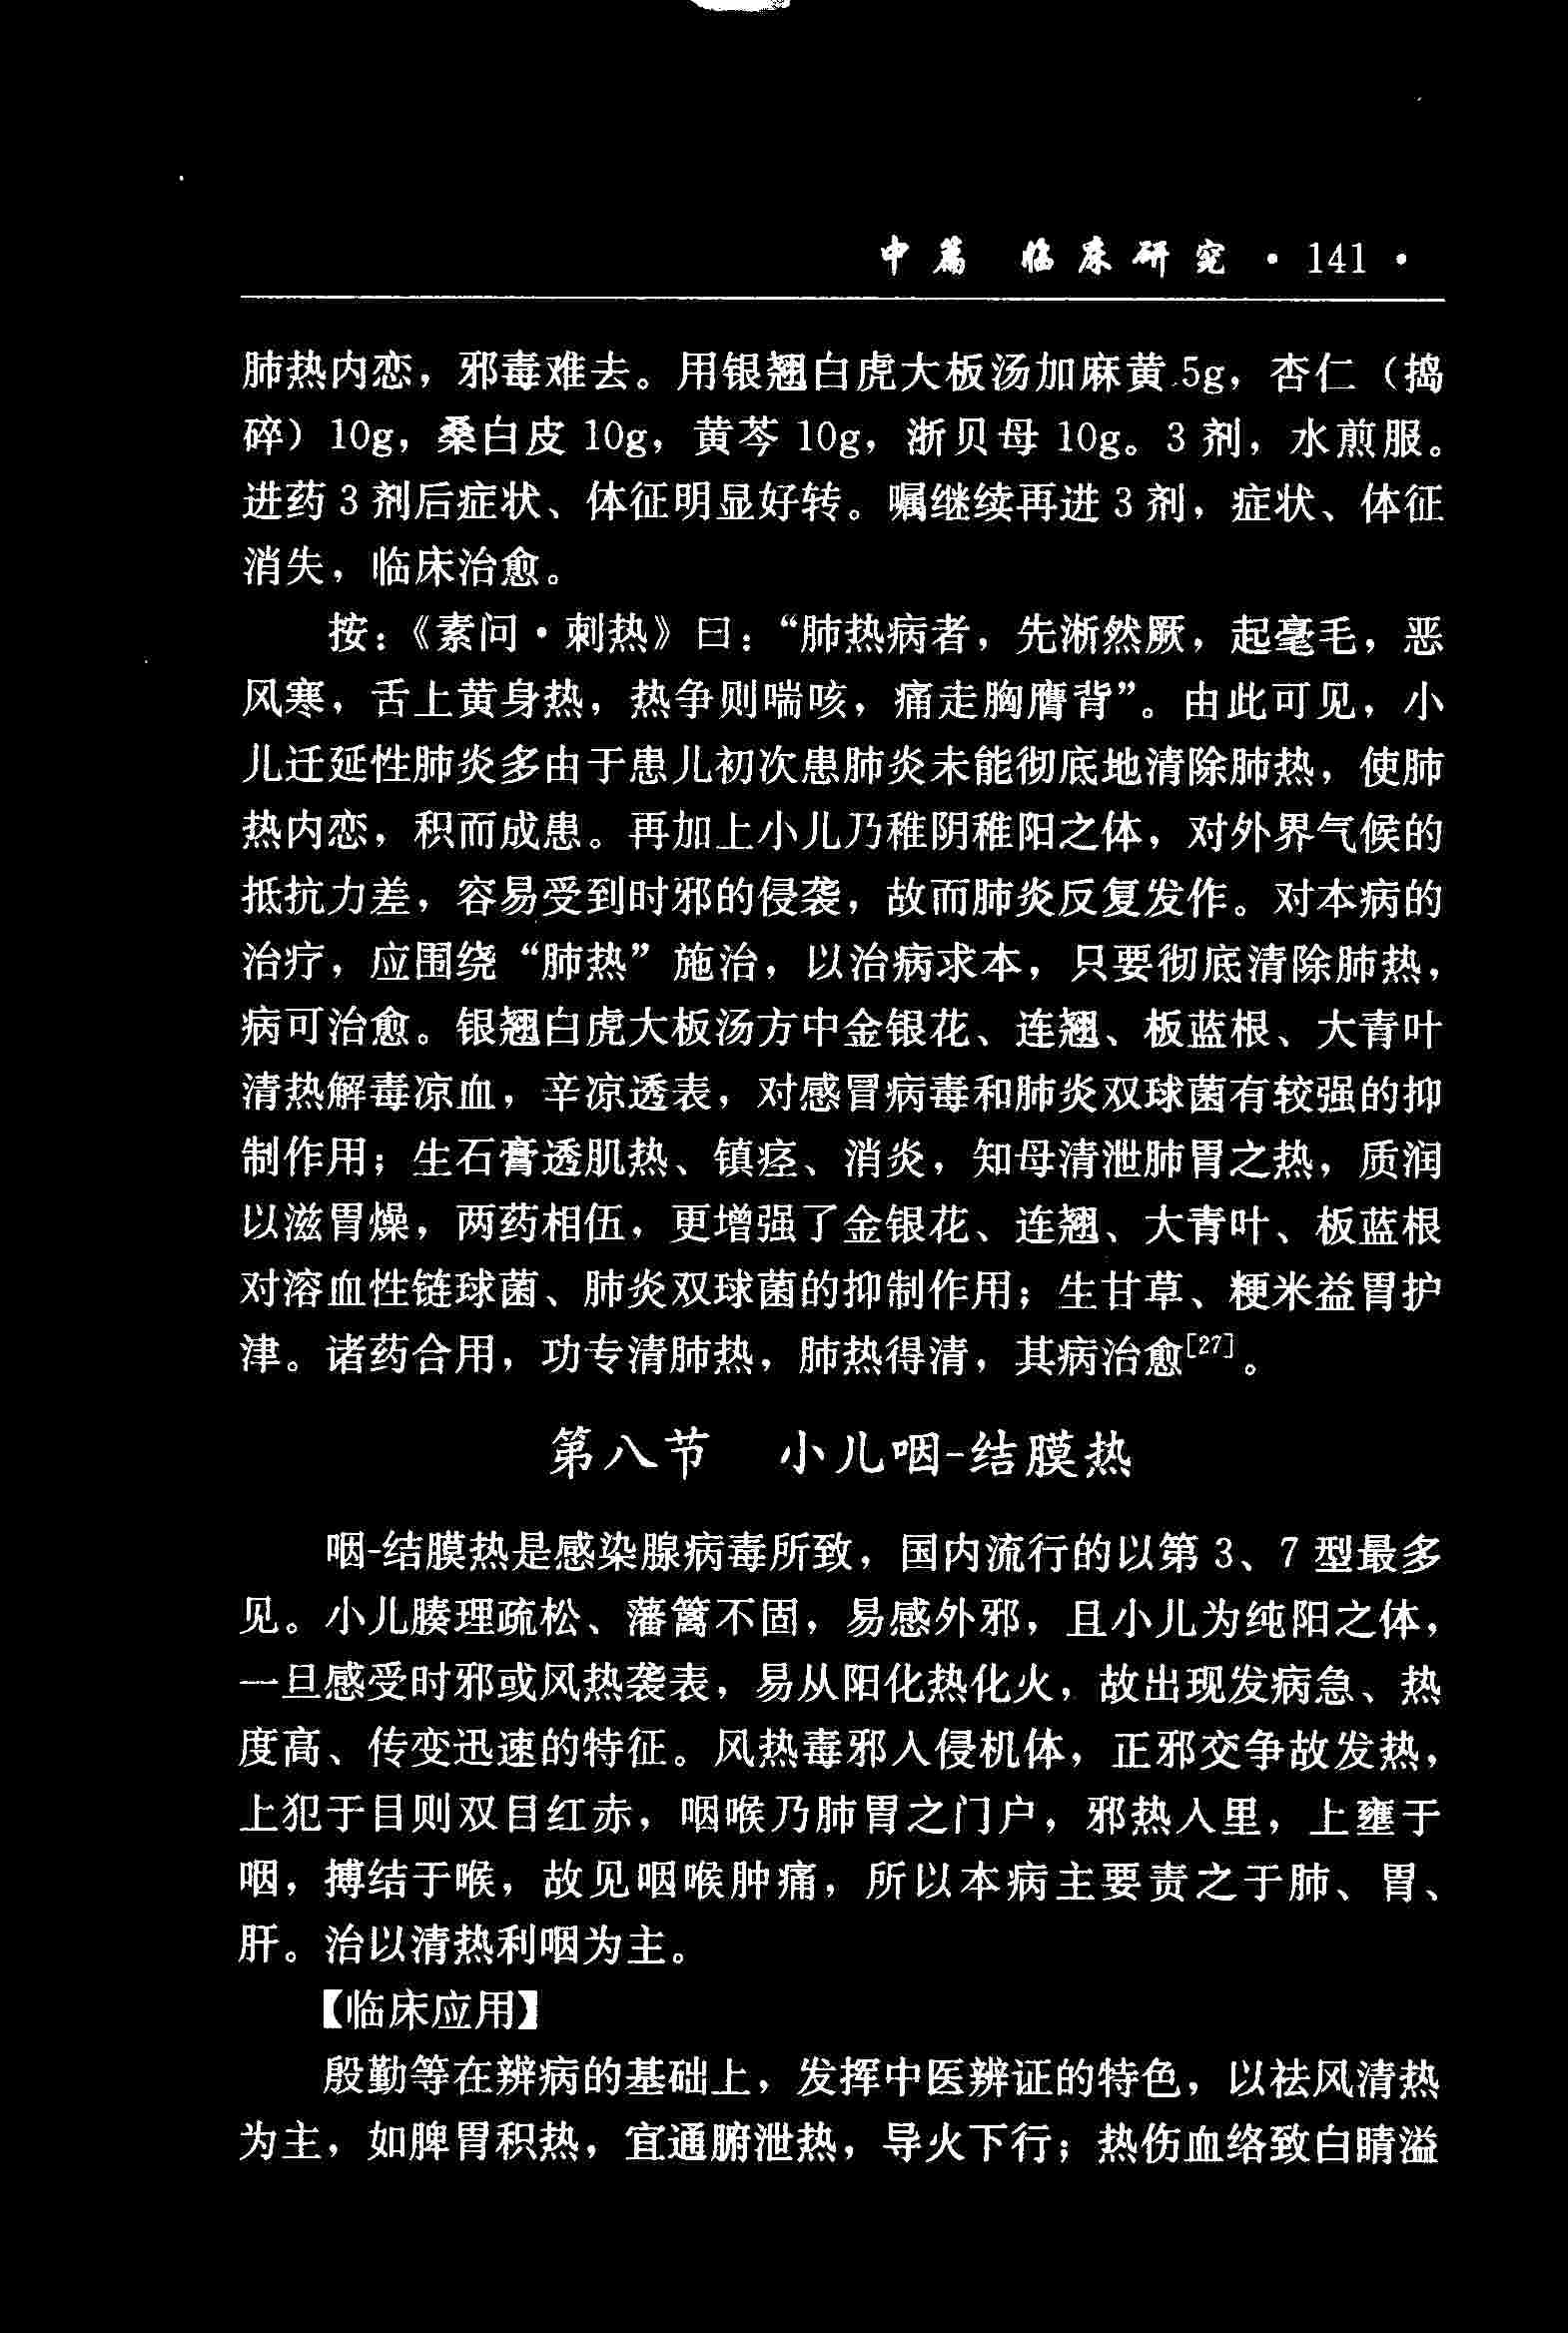 中篇 临床研究·141·
肺热内恋，邪毒难去。用银翘白虎大板汤加麻黄5g，杏仁（捣
碎）10g，桑白皮10g，黄芩10g，浙贝母10g。3剂，水煎服。
进药3剂后症状、体征明显好转。嘱继续再进3剂，症状、体征
消失，临床治愈。
按：《素问·刺热》曰：“肺热病者，先淅然厥，起毫毛，恶
风寒，舌上黄身热，热争则喘咳，痛走胸膺背”。由此可见，小
儿迁延性肺炎多由于患儿初次患肺炎未能彻底地清除肺热，使肺
热内恋，积而成患。再加上小儿乃稚阴稚阳之体，对外界气候的
抵抗力差，容易受到时邪的侵袭，故而肺炎反复发作。对本病的
治疗，应围绕“肺热”施治，以治病求本，只要彻底清除肺热，
病可治愈。银翘白虎大板汤方中金银花、连翘、板蓝根、大青叶
清热解毒凉血，辛凉透表，对感冒病毒和肺炎双球菌有较强的抑
制作用；生石膏透肌热、镇痉、消炎，知母清泄肺胃之热，质润
以滋胃燥，两药相伍，更增强了金银花、连翘、大青叶、板蓝根
对溶血性链球菌、肺炎双球菌的抑制作用；生甘草、粳米益胃护
津。诸药合用，功专清肺热，肺热得清，其病治愈[27]。
第八节 小儿咽-结膜热
咽-结膜热是感染腺病毒所致，国内流行的以第3、7型最多
见。小儿腠理疏松、藩篱不固，易感外邪，且小儿为纯阳之体，
一旦感受时邪或风热袭表，易从阳化热化火，故出现发病急、热
度高、传变迅速的特征。风热毒邪入侵机体，正邪交争故发热，
上犯于目则双目红赤，咽喉乃肺胃之门户，邪热入里，上壅于
咽，搏结于喉，故见咽喉肿痛，所以本病主要责之于肺、胃、
肝。治以清热利咽为主。
【临床应用】
殷勤等在辨病的基础上，发挥中医辨证的特色，以祛风清热
为主，如脾胃积热，宜通腑泄热，导火下行；热伤血络致白睛溢